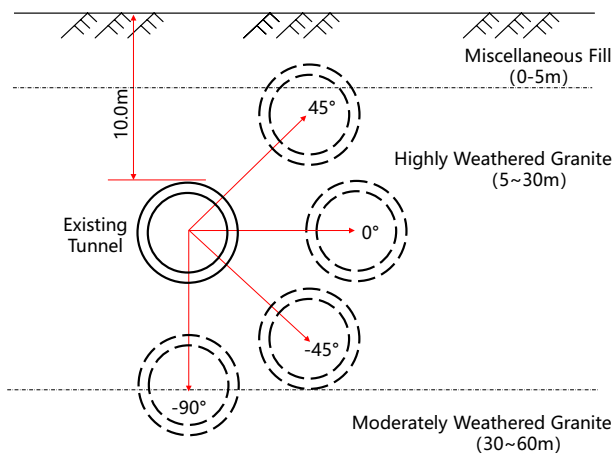 Miscellaneous Fill
(0-5m)
10.0m
45°
Highly Weathered Granite
(5~30m)
Existing
Tunnel
0°
-45°
-90°
Moderately Weathered Granite
(30~60m)